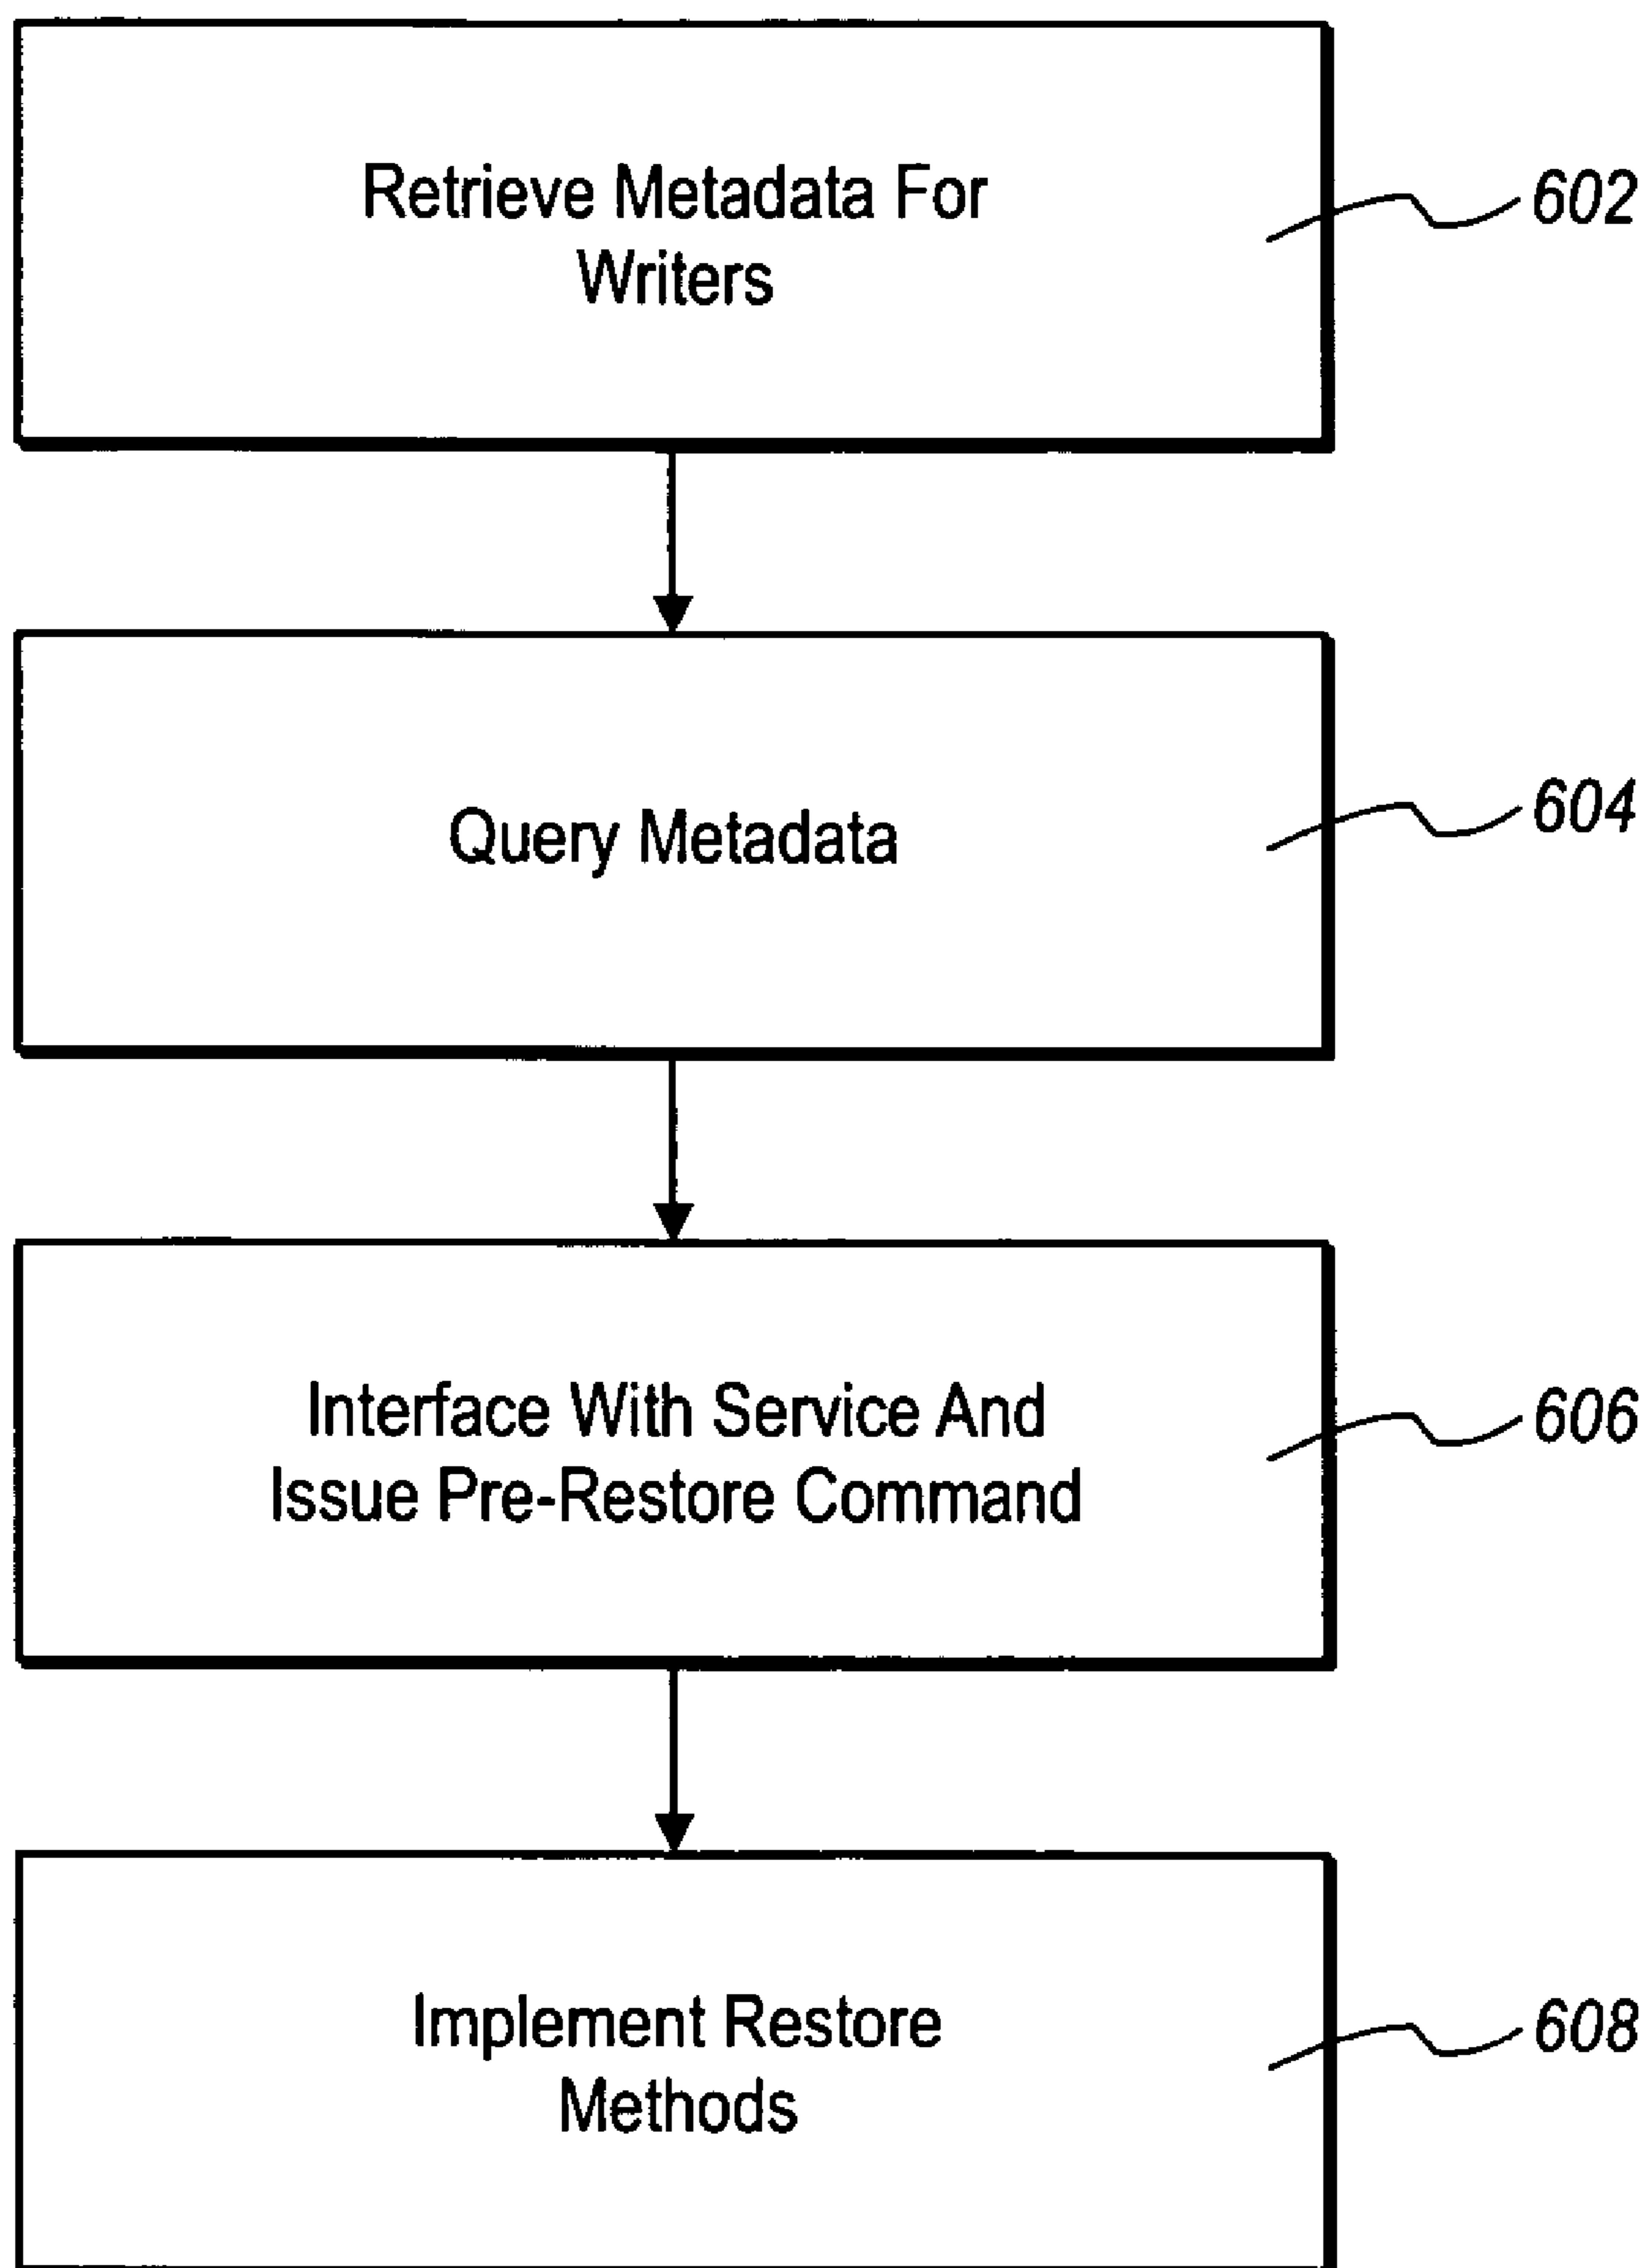 Retrieve Metadata For
Writers
602
Query Metadata
604
Interface With Service And
Issue Pre-Restore Command
606
Implement Restore
Methods
608